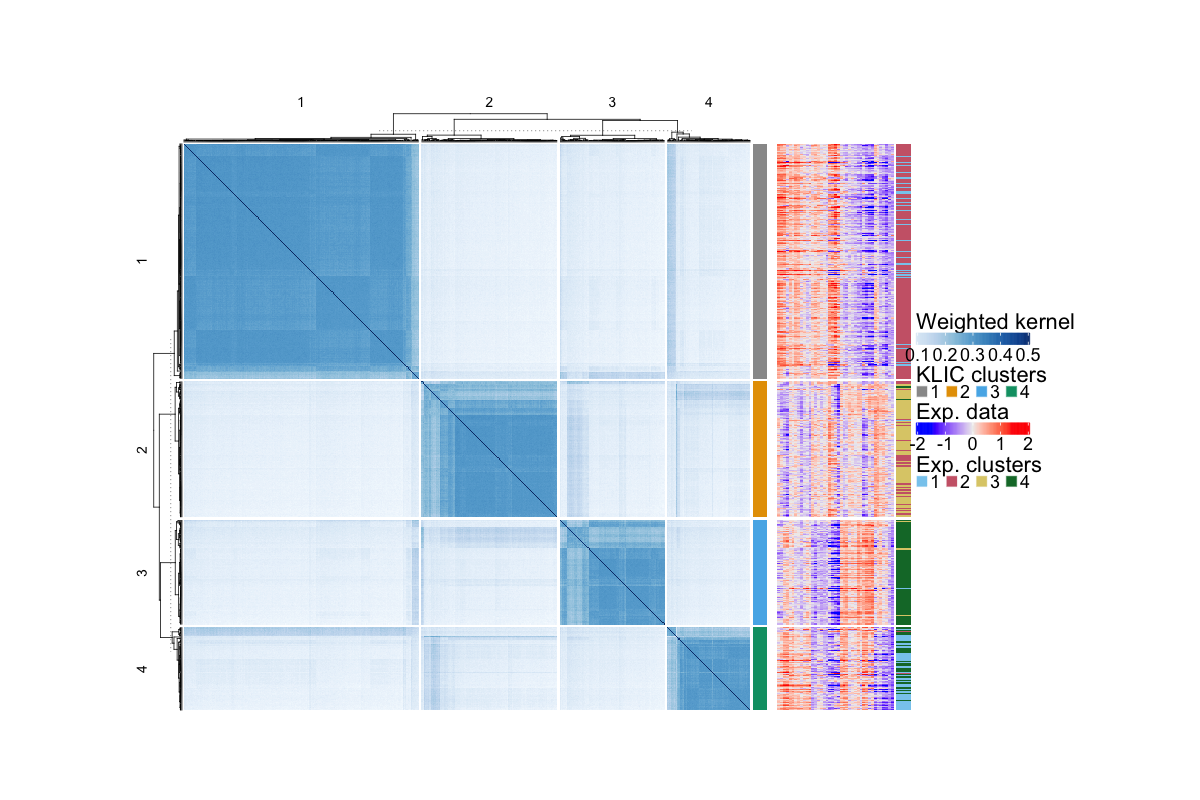 1 2 3 4
1
2
3
4
Weighted kernel
0.1 0.2 0.3 0.4 0.5
KLIC clusters
1 2 3 4
Exp. data
-2 -1 0 1 2
Exp. clusters
1 2 3 4